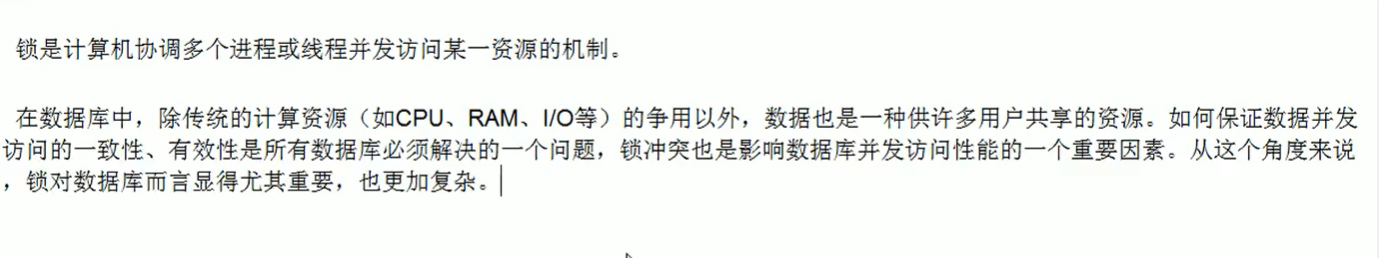 锁是计算机协调多个进程或线程并发访问某一资源的机制。
在数据库中，除传统的计算资源（如CPU、RAM、I/O等）的争用以外，数据也是一种供许多用户共享的资源。如何保证数据并发
访问的一致性、有效性是所有数据库必须解决的一个问题，锁冲突也是影响数据库并发访问性能的一个重要因素。从这个角度来说
，锁对数据库而言显得尤其重要，也更加复杂。